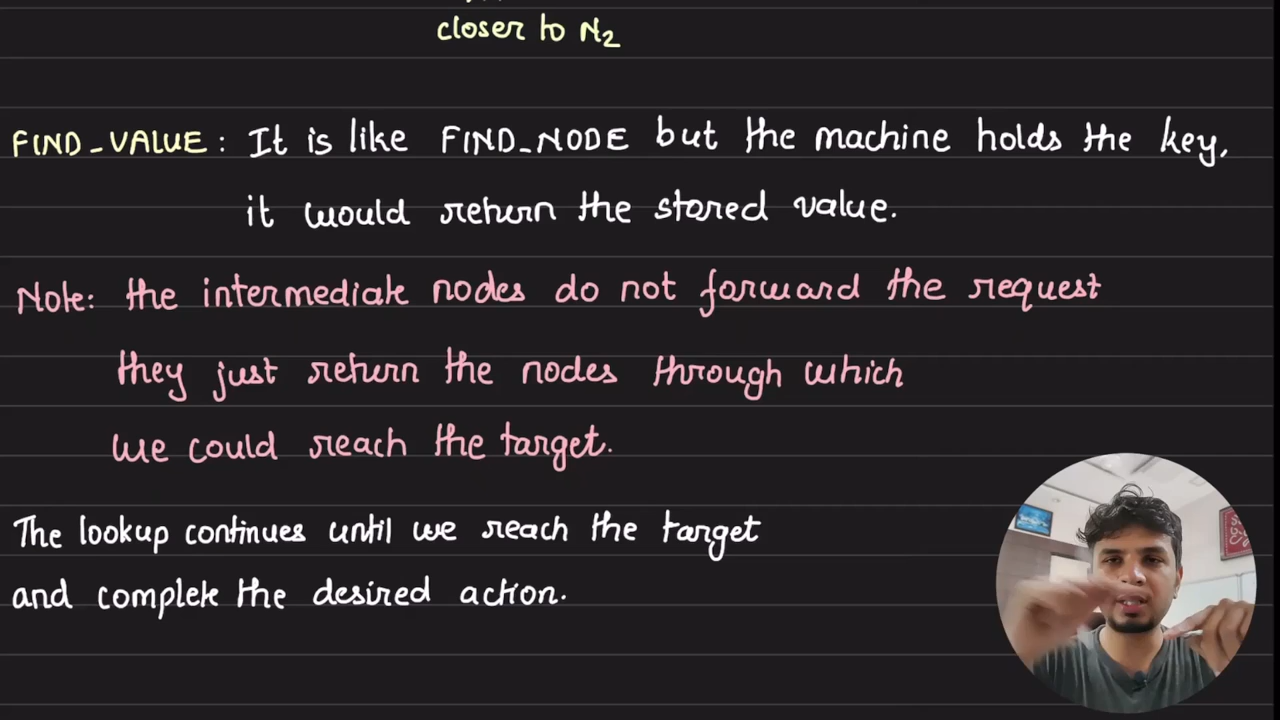 closer to N2
FIND_VALUE: It is like FIND_NODE but the machine holds the key,
it would return the stored value.
Note: the intermediate nodes do not forward the request
they just return the nodes through which
we could reach the target.
The lookup continues until we reach the target
and complete the desired action.